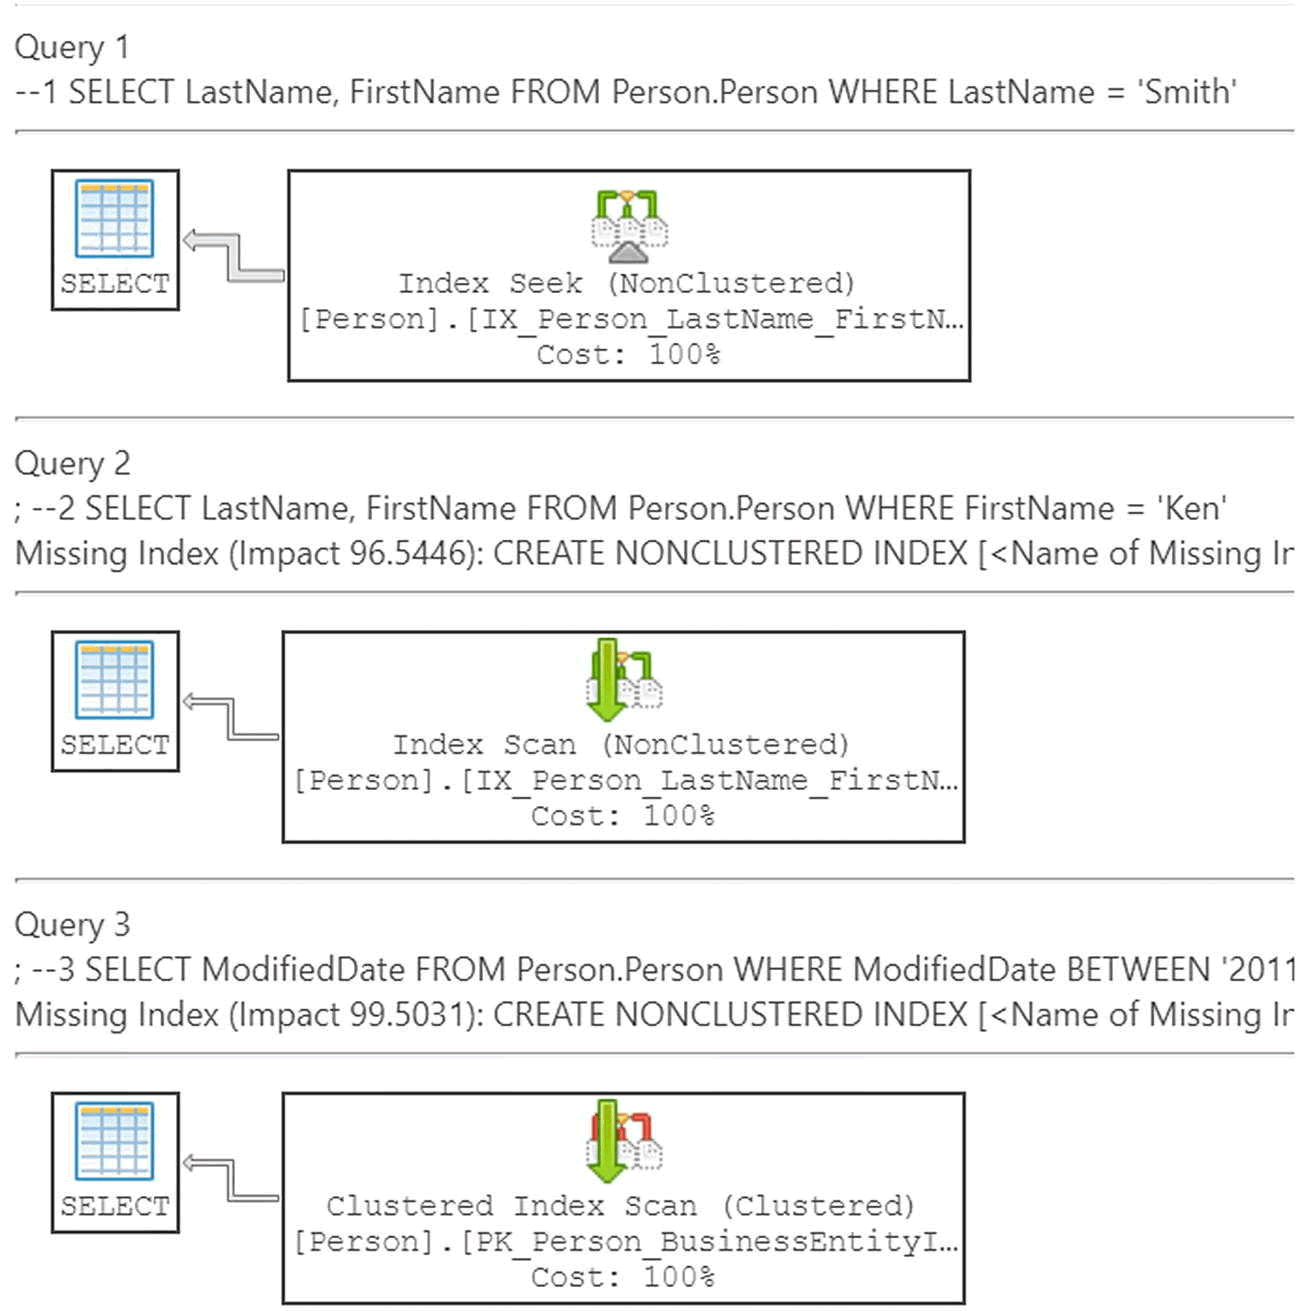 Query 1
--1 SELECT LastName, FirstName FROM Person.Person WHERE LastName = 'Smith'
SELECT
Index Seek (NonClustered)
[Person].[IX_Person_LastName_FirstN...
Cost: 100%
Query 2
; --2 SELECT LastName, FirstName FROM Person.Person WHERE FirstName = 'Ken'
Missing Index (Impact 96.5446): CREATE NONCLUSTERED INDEX [<Name of Missing In
SELECT
Index Scan (NonClustered)
[Person].[IX_Person_LastName_FirstN...
Cost: 100%
Query 3
; --3 SELECT ModifiedDate FROM Person.Person WHERE ModifiedDate BETWEEN '2011
Missing Index (Impact 99.5031): CREATE NONCLUSTERED INDEX [<Name of Missing In
SELECT
Clustered Index Scan (Clustered)
[Person].[PK_Person_BusinessEntityI...
Cost: 100%